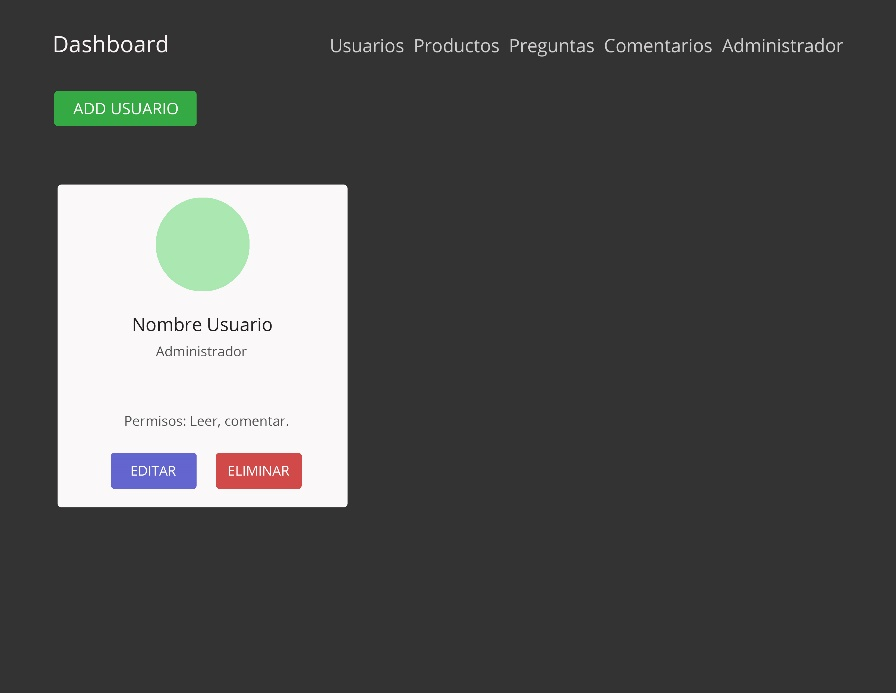 Dashboard
Usuarios Productos Preguntas Comentarios Administrador
ADD USUARIO
Nombre Usuario
Administrador
Permisos: Leer, comentar.
EDITAR ELIMINAR